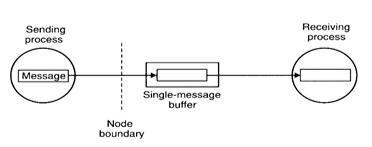 Sending
process
Receiving
process
Message
Single-message
buffer
Node
boundary